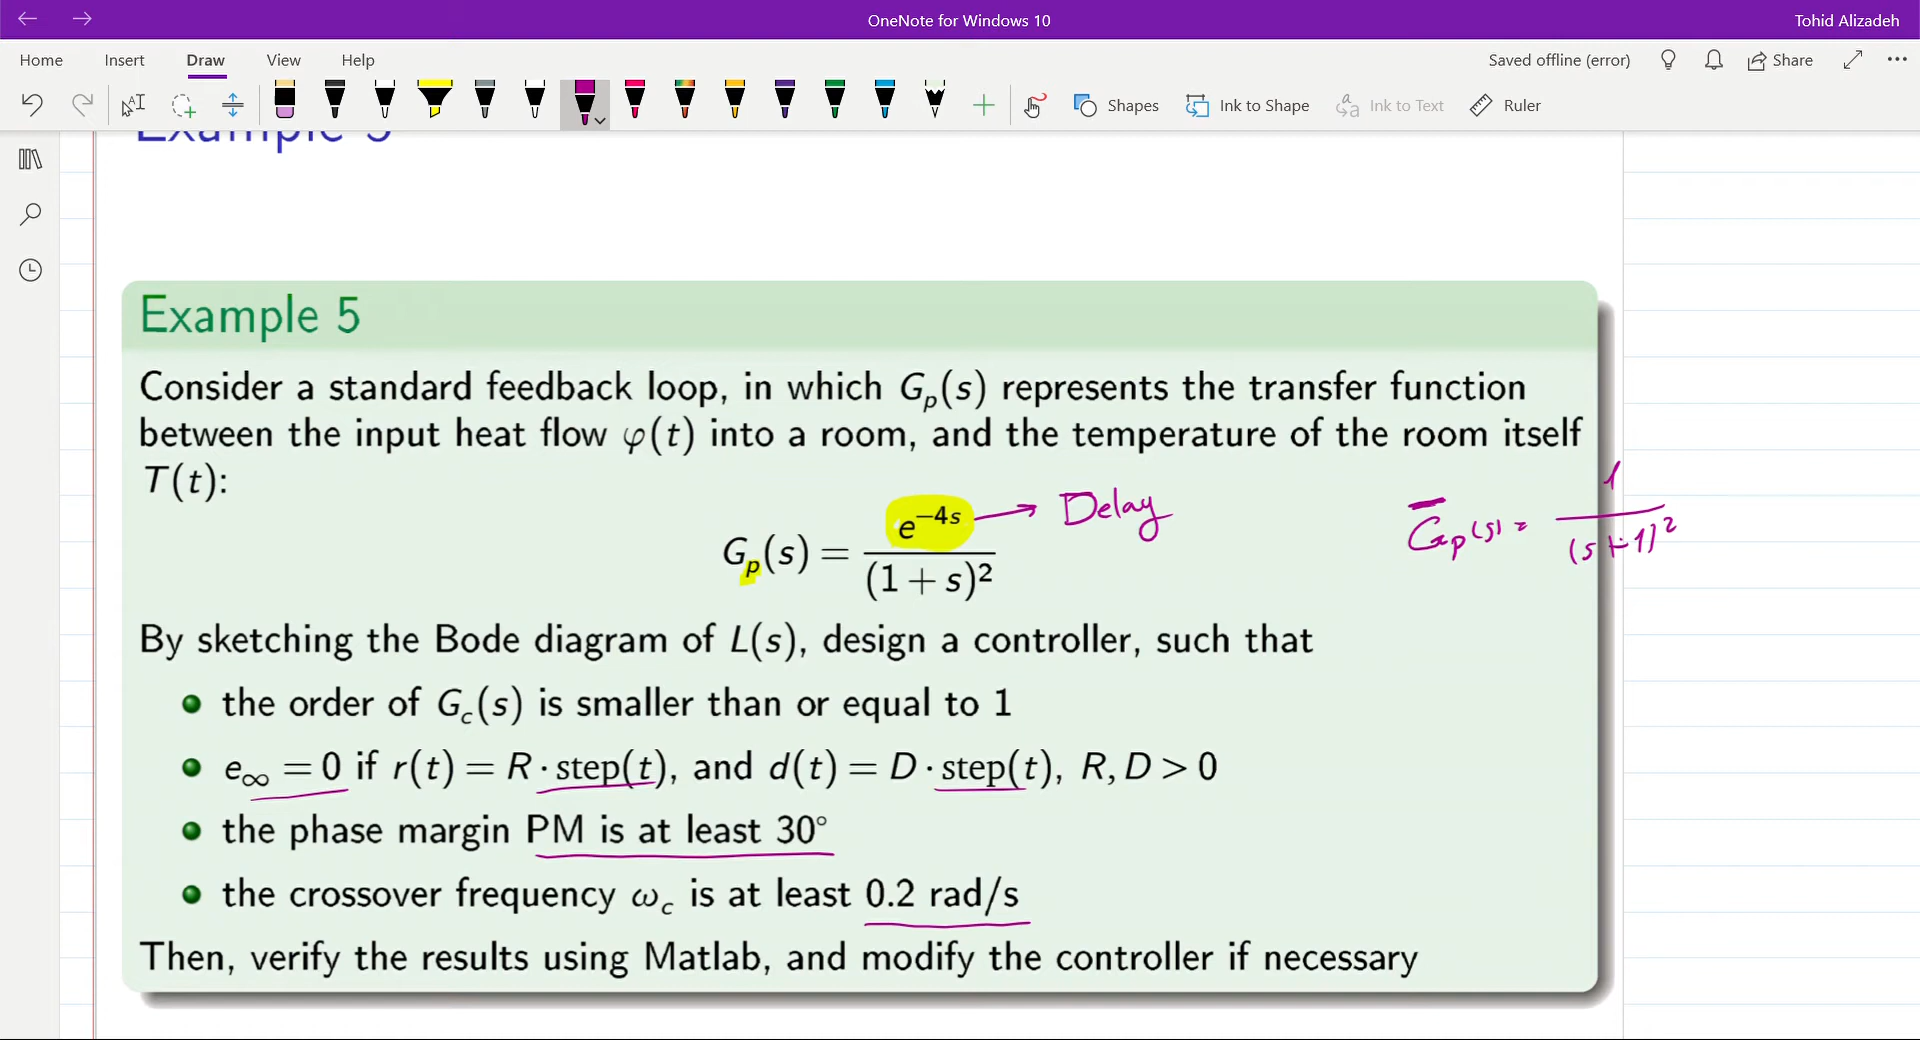 OneNote for Windows 10
Tohid Alizadeh
Home Insert Draw View Help
Saved offline (error) Share
Shapes Ink to Shape Ink to Text Ruler
Example 5
Example 5
Consider a standard feedback loop, in which Gₚ(s) represents the transfer function
between the input heat flow φ(t) into a room, and the temperature of the room itself
T(t):
Gₚ(s) = e⁻⁴ˢ / (1 + s)²
Delay
G̅ₚ(s) = 1 / (s+1)²
By sketching the Bode diagram of L(s), design a controller, such that
the order of G_c(s) is smaller than or equal to 1
e_∞ = 0 if r(t) = R · step(t), and d(t) = D · step(t), R, D > 0
the phase margin PM is at least 30°
the crossover frequency ω_c is at least 0.2 rad/s
Then, verify the results using Matlab, and modify the controller if necessary